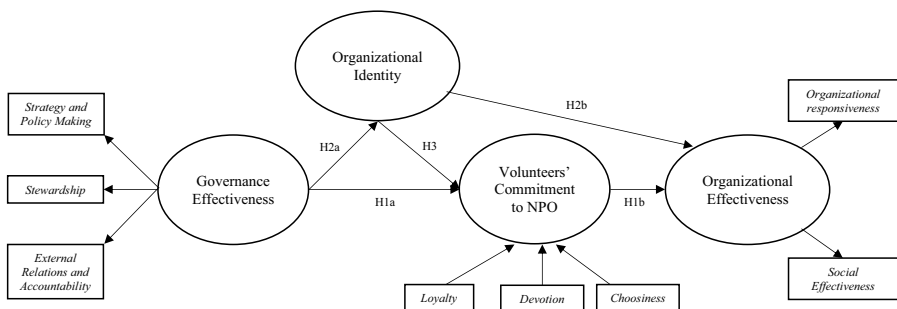 Organizational
Identity
Strategy and
Policy Making
Organizational
responsiveness
H2b
H2a
H3
Stewardship
Governance
Effectiveness
H1a
Volunteers'
Commitment
to NPO
H1b
Organizational
Effectiveness
External
Relations and
Accountability
Social
Effectiveness
Loyalty
Devotion
Choosiness